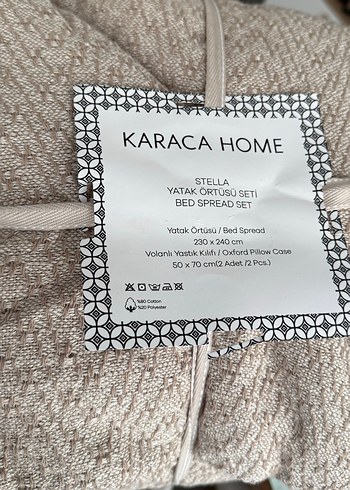 KARACA HOME
STELLA
YATAK ÖRTÜSÜ SETİ
BED SPREAD SET
Yatak Örtüsü / Bed Spread
230 x 240 cm
Volanlı Yastık Kılıfı / Oxford Pillow Case
50 x 70 cm(2 Adet /2 Pcs.)
%80 Cotton
%20 Polyester